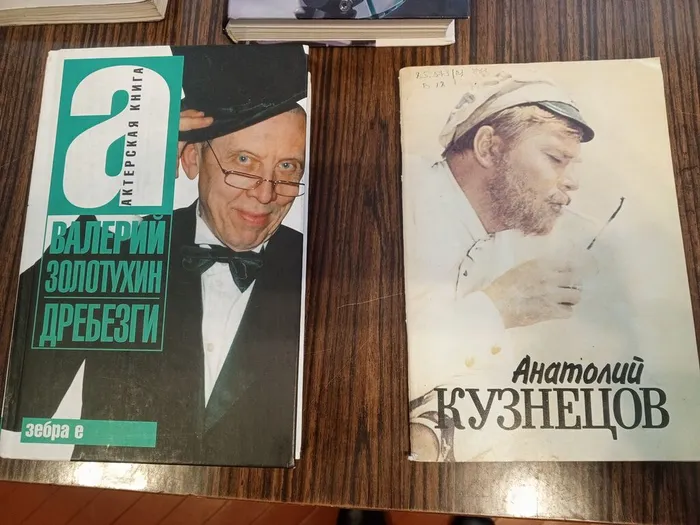 а
АКТЕРСКАЯ КНИГА
ВАЛЕРИЙ
ЗОЛОТУХИН
ДРЕБЕЗГИ
зебра е
Анатолий
КУЗНЕЦОВ